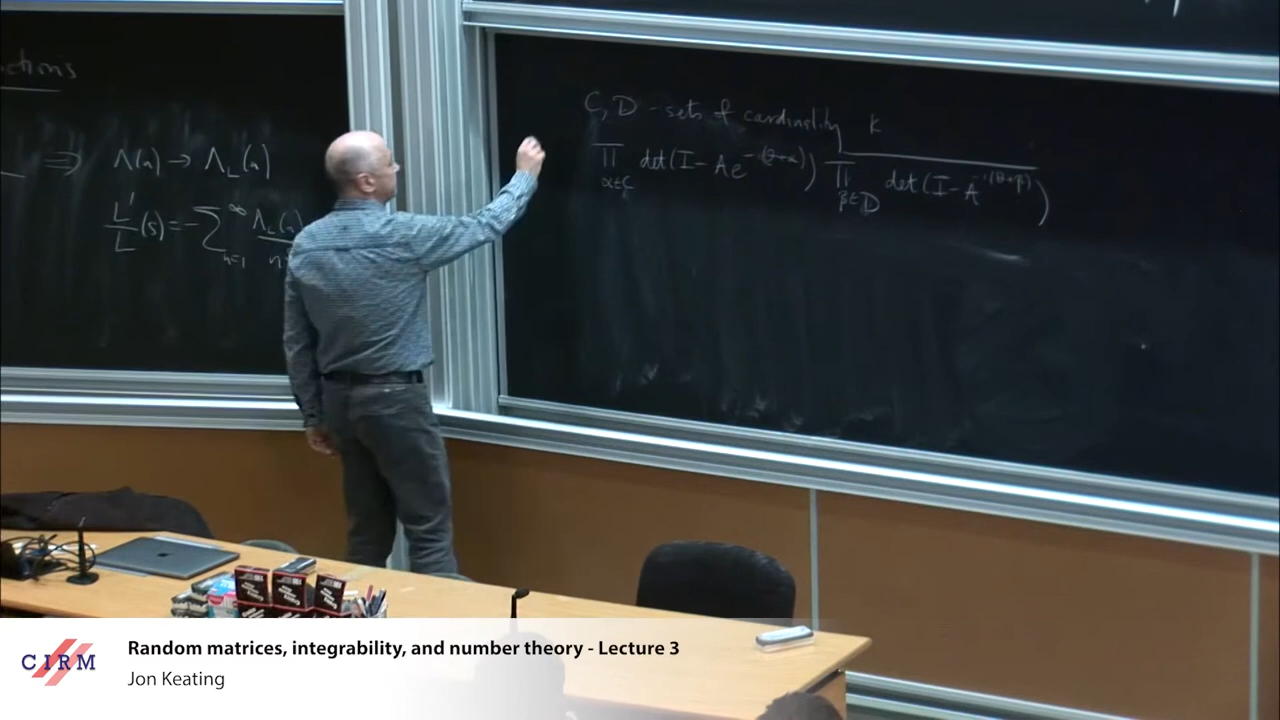 ctions
⇒ Λ(n) → Λ_L(n)
L'/L (s) = - ∑_{n=1}^∞ Λ_L(n)
C, D - sets of cardinality K
∏_{α∈C} det(I - Ae^{-i(θ+α)}) ∏_{β∈D} det(I - A^{-i(θ+β)})
CIRM
Random matrices, integrability, and number theory - Lecture 3
Jon Keating